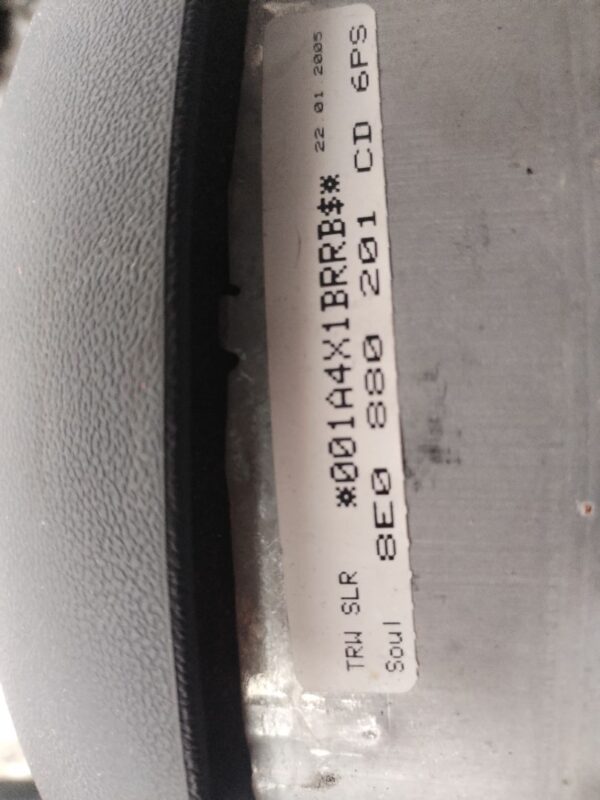 22 01 2005
TRW SLR *001A4X1BRRB$*
Soul 8E0 880 201 CD 6PS